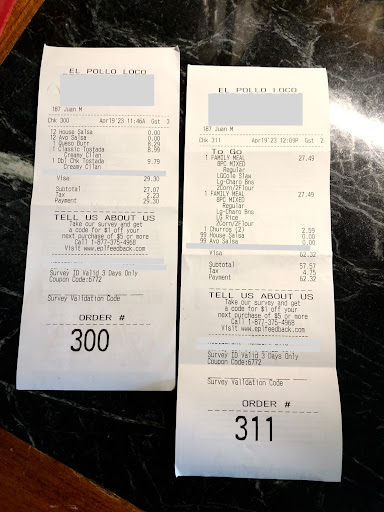 EL POLLO LOCO
187 Juan M
Chk 300 Apr19'23 11:46A Gst 3
12 House Salsa 0.00
12 Avo Salsa 0.00
1 Queso Burr 8.29
1 Classic Tostada 8.99
Creamy Cilan
1 Dbl Chk Tostada 9.79
Creamy Cilan
Visa 29.30
Subtotal 27.07
Tax 2.23
Payment 29.30
TELL US ABOUT US
Take our survey and get
a code for $1 off your
next purchase of $5 or more
Call 1-877-375-4968
Visit www.eplfeedback.com
Survey ID Valid 3 Days Only
Coupon Code:6772
Survey Validation Code
ORDER #
300
EL POLLO LOCO
187 Juan M
Chk 311 Apr19'23 12:09P Gst 2
To Go
1 FAMILY MEAL 27.49
8PC MIXED
Regular
LgCole Slaw
Lg-Charo Bns
2Corn/2Flour
1 FAMILY MEAL 27.49
8PC MIXED
Regular
Lg-Charo Bns
Lg Rice
2Corn/2Flour
1 Churros (2) 2.59
99 House Salsa 0.00
99 Avo Salsa 0.00
Visa 62.32
Subtotal 57.57
Tax 4.75
Payment 62.32
TELL US ABOUT US
Take our survey and get
a code for $1 off your
next purchase of $5 or more
Call 1-877-375-4968
Visit www.eplfeedback.com
Survey ID Valid 3 Days Only
Coupon Code:6772
Survey Validation Code
ORDER #
311